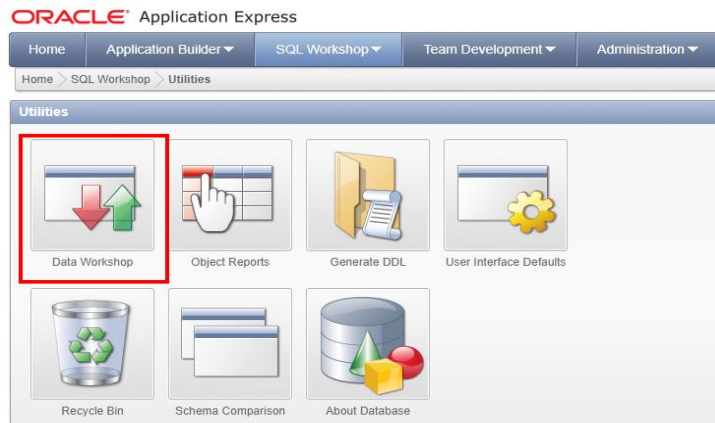 ORACLE Application Express
Home Application Builder SQL Workshop Team Development Administration
Home SQL Workshop Utilities
Utilities
Data Workshop Object Reports Generate DDL User Interface Defaults
Recycle Bin Schema Comparison About Database